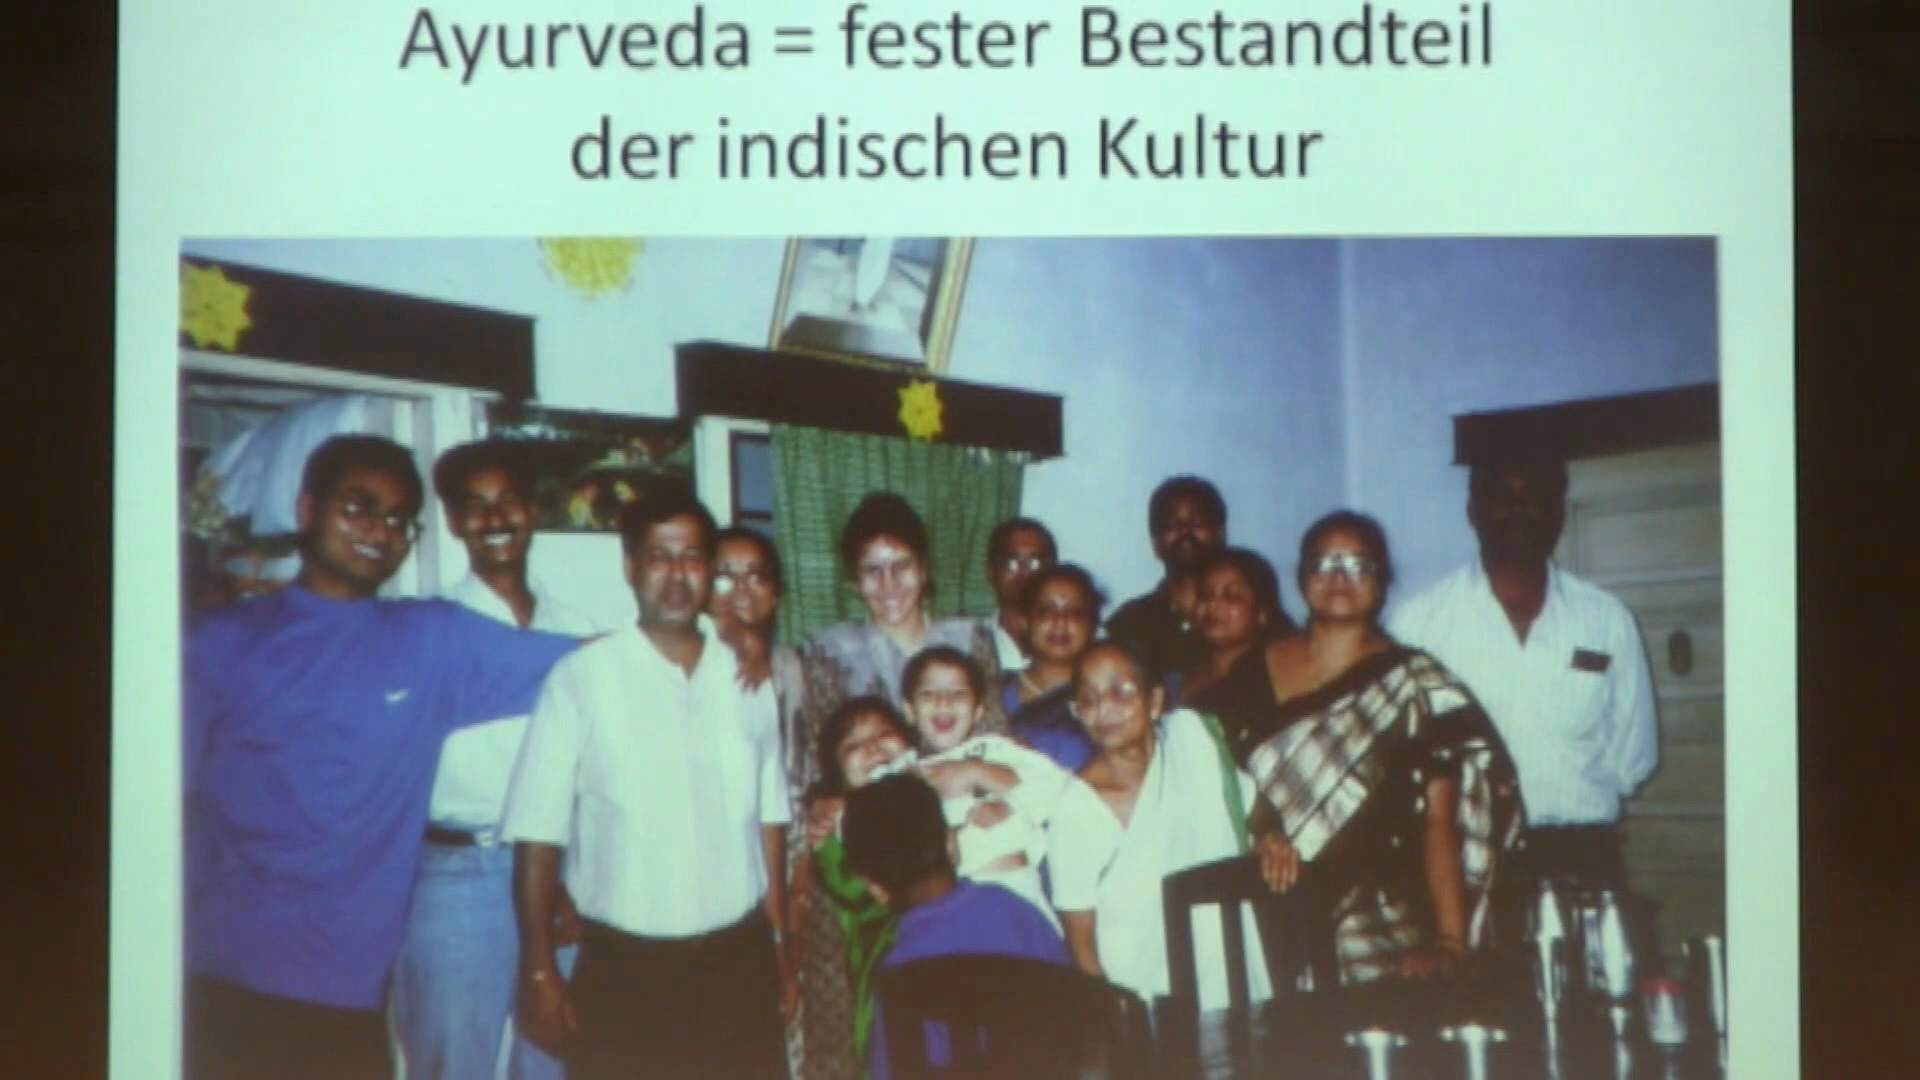 Ayurveda = fester Bestandteil
der indischen Kultur